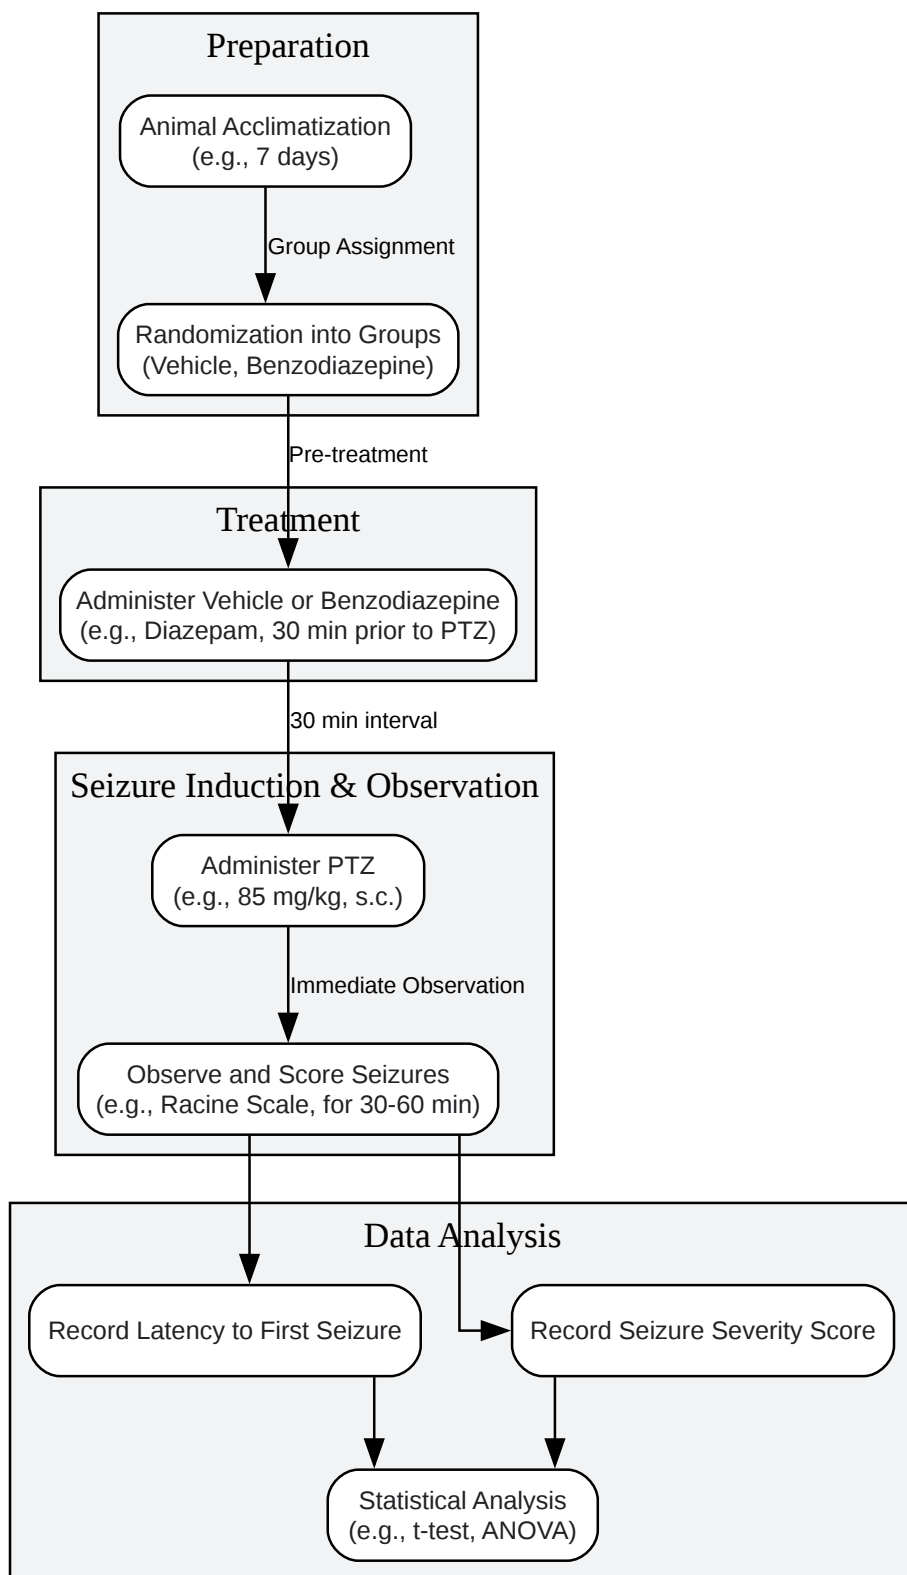 Preparation
Animal Acclimatization
(e.g., 7 days)
Group Assignment
Randomization into Groups
(Vehicle, Benzodiazepine)
Pre-treatment
Treatment
Administer Vehicle or Benzodiazepine
(e.g., Diazepam, 30 min prior to PTZ)
30 min interval
Seizure Induction & Observation
Administer PTZ
(e.g., 85 mg/kg, s.c.)
Immediate Observation
Observe and Score Seizures
(e.g., Racine Scale, for 30-60 min)
Data Analysis
Record Latency to First Seizure
Record Seizure Severity Score
Statistical Analysis
(e.g., t-test, ANOVA)